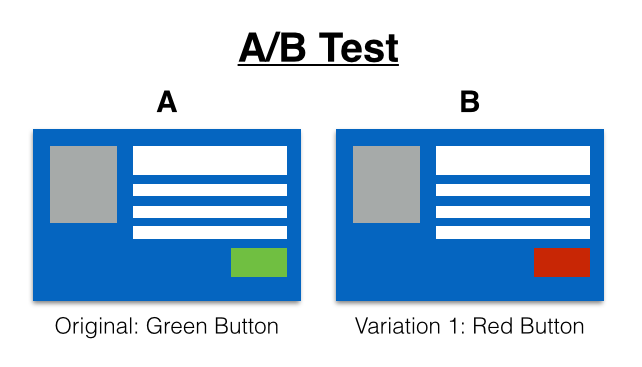 A/B Test
A
B
Original: Green Button
Variation 1: Red Button